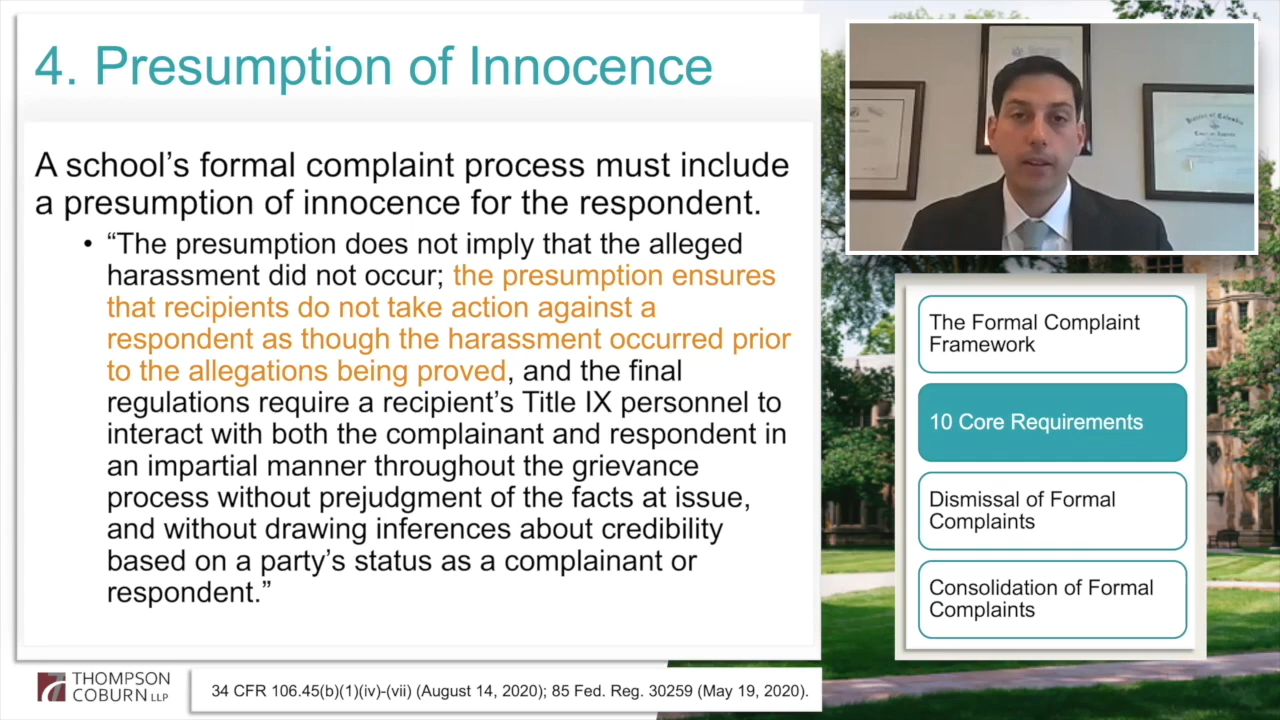 4. Presumption of Innocence
A school's formal complaint process must include
a presumption of innocence for the respondent.
• “The presumption does not imply that the alleged
harassment did not occur; the presumption ensures
that recipients do not take action against a
respondent as though the harassment occurred prior
to the allegations being proved, and the final
regulations require a recipient's Title IX personnel to
interact with both the complainant and respondent in
an impartial manner throughout the grievance
process without prejudgment of the facts at issue,
and without drawing inferences about credibility
based on a party's status as a complainant or
respondent.”
District of Columbia
Court of Appeals
The Formal Complaint
Framework
10 Core Requirements
Dismissal of Formal
Complaints
Consolidation of Formal
Complaints
THOMPSON
COBURN LLP
34 CFR 106.45(b)(1)(iv)-(vii) (August 14, 2020); 85 Fed. Reg. 30259 (May 19, 2020).